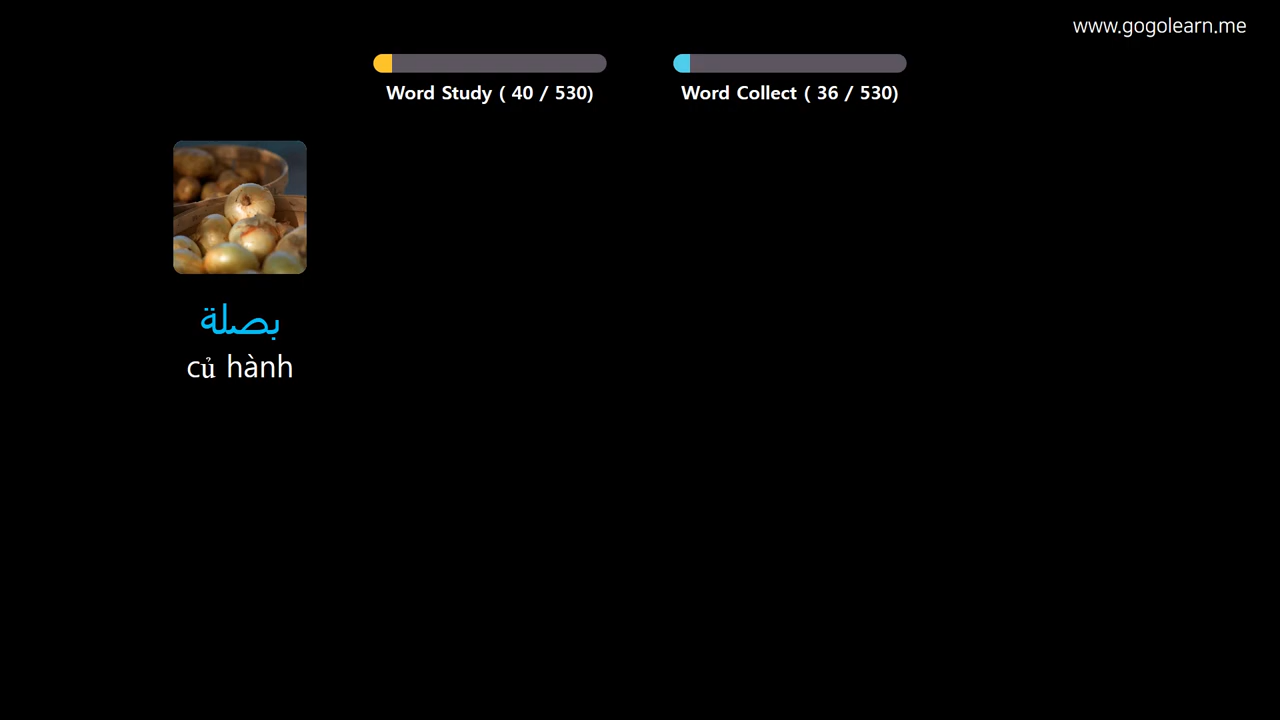 www.gogolearn.me
Word Study ( 40 / 530)
Word Collect ( 36 / 530)
بصلة
củ hành